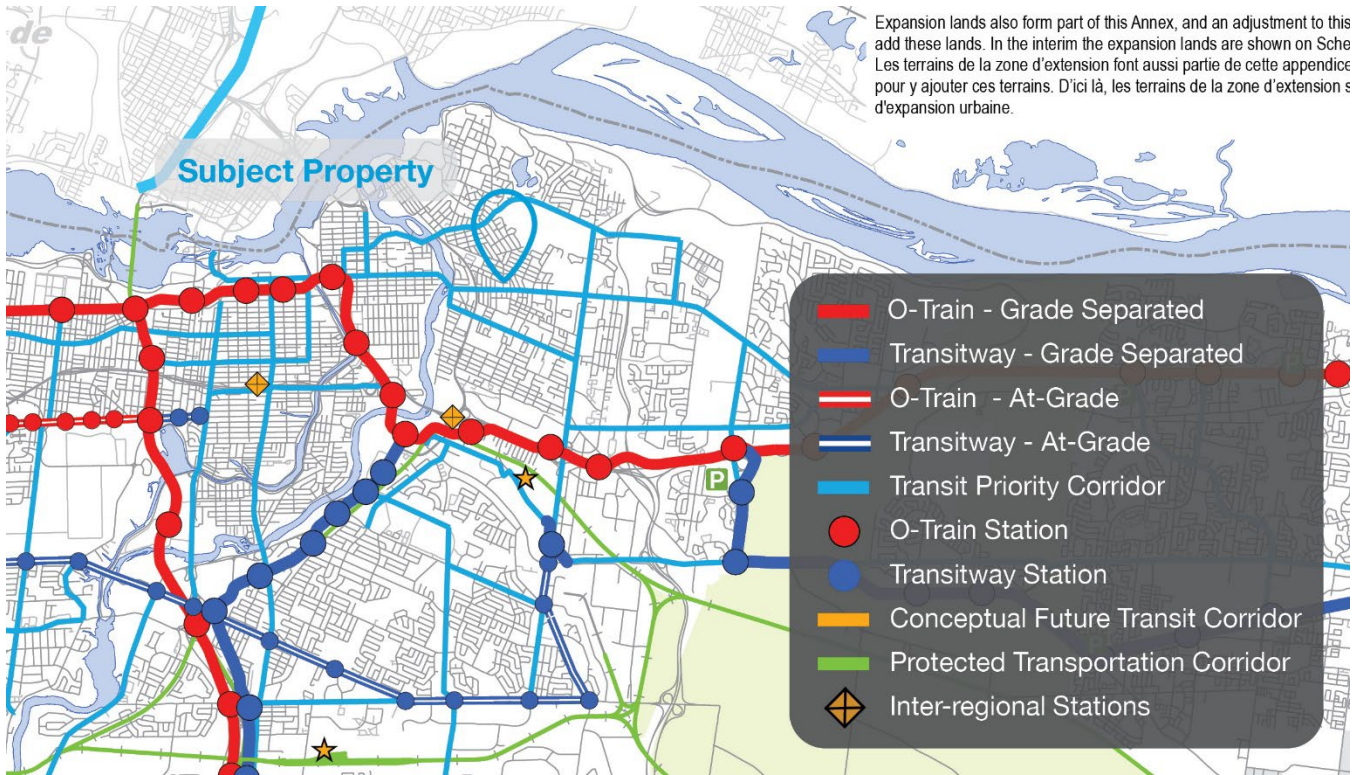 de
Expansion lands also form part of this Annex, and an adjustment to this
add these lands. In the interim the expansion lands are shown on Sche
Les terrains de la zone d'extension font aussi partie de cette appendice
pour y ajouter ces terrains. D'ici là, les terrains de la zone d'extension s
d'expansion urbaine.
Subject Property
O-Train - Grade Separated
Transitway - Grade Separated
O-Train - At-Grade
Transitway - At-Grade
Transit Priority Corridor
O-Train Station
Transitway Station
Conceptual Future Transit Corridor
Protected Transportation Corridor
Inter-regional Stations
P